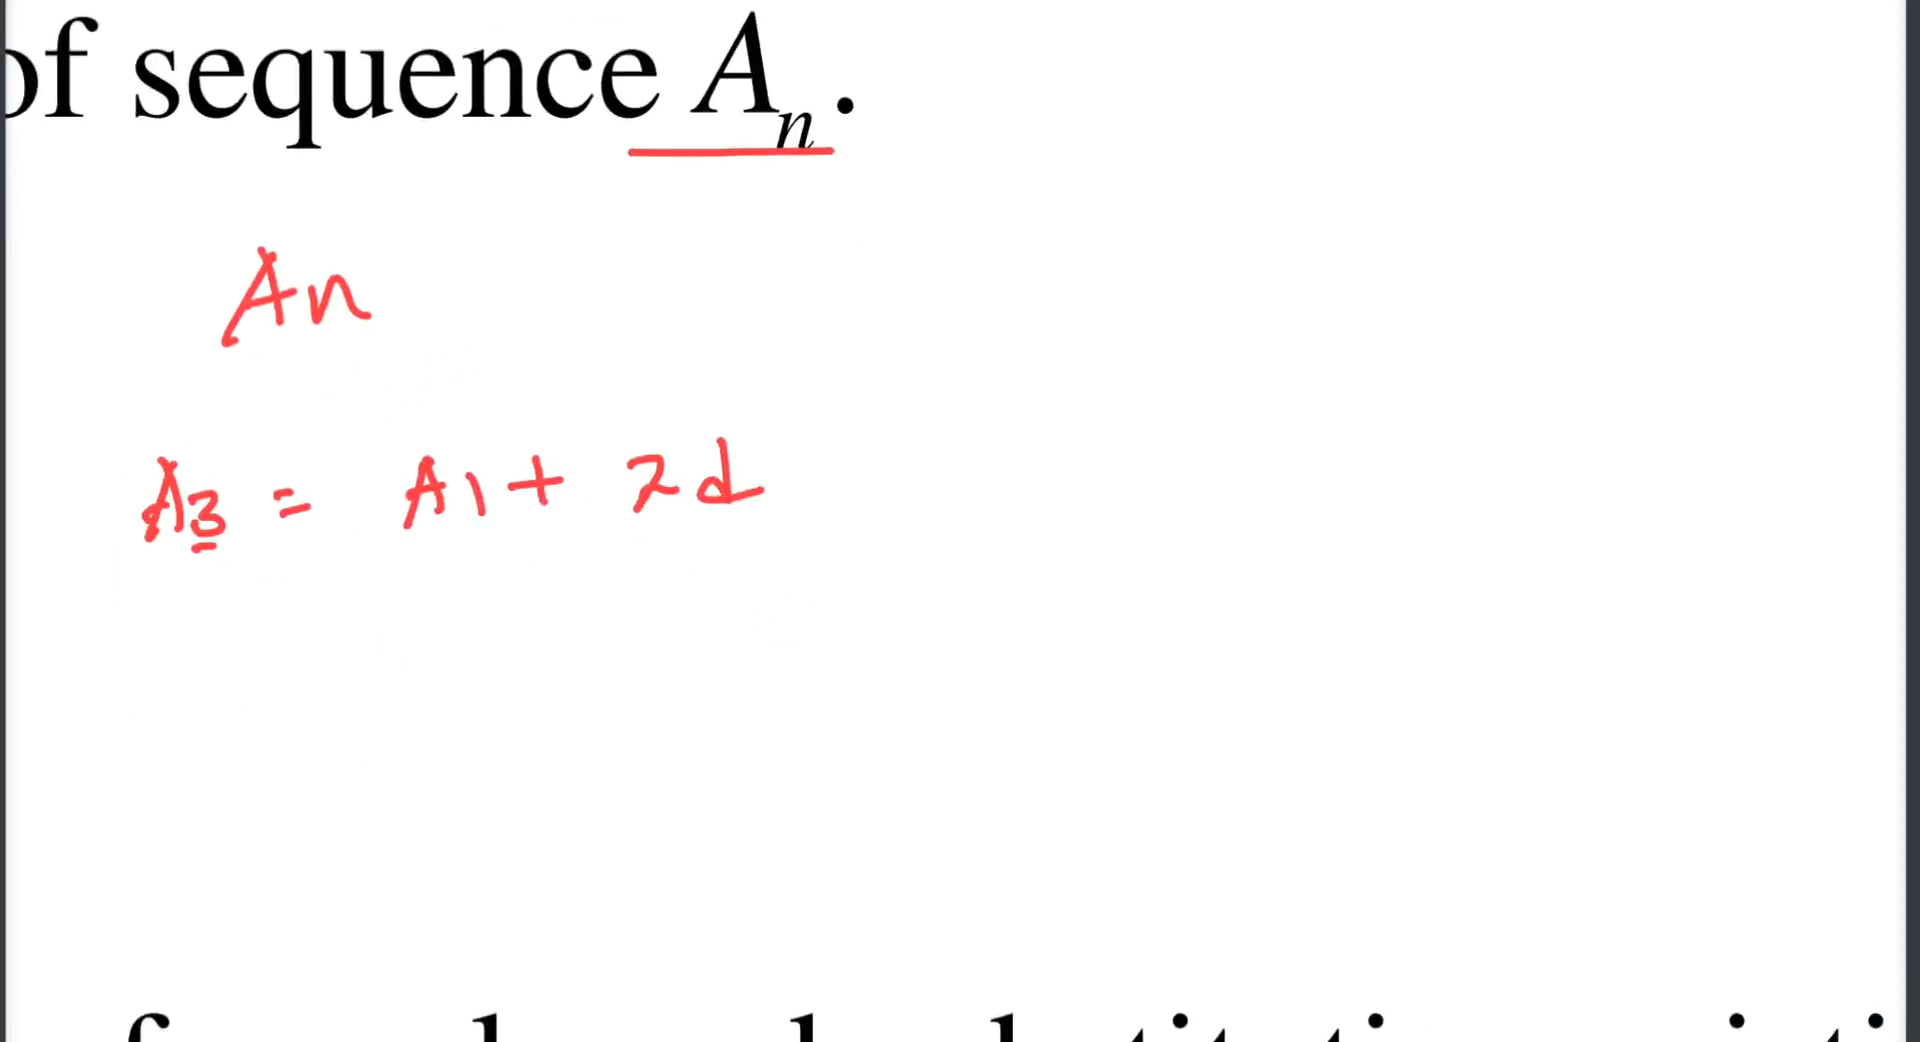 of sequence Aₙ.
An
A3 = A1 + 2d